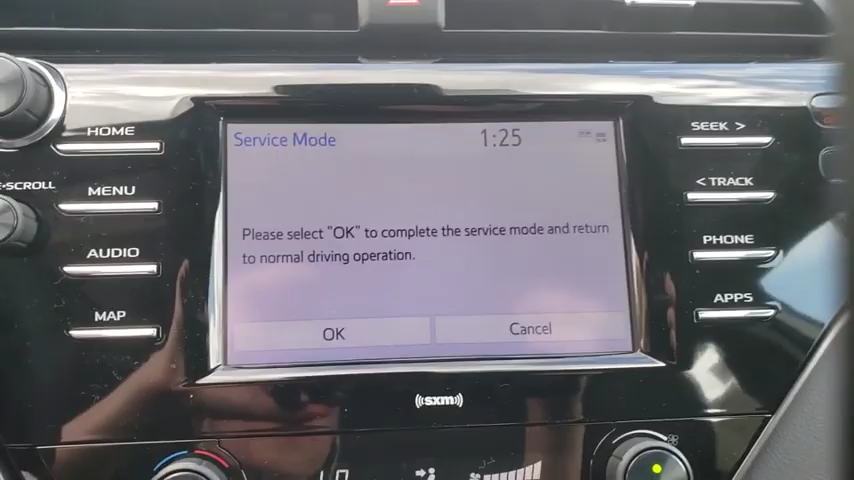 HOME
SEEK >
Service Mode
1:25
-SCROLL
MENU
< TRACK
Please select "OK" to complete the service mode and return
to normal driving operation.
AUDIO
PHONE
MAP
APPS
OK
Cancel
((sxm))